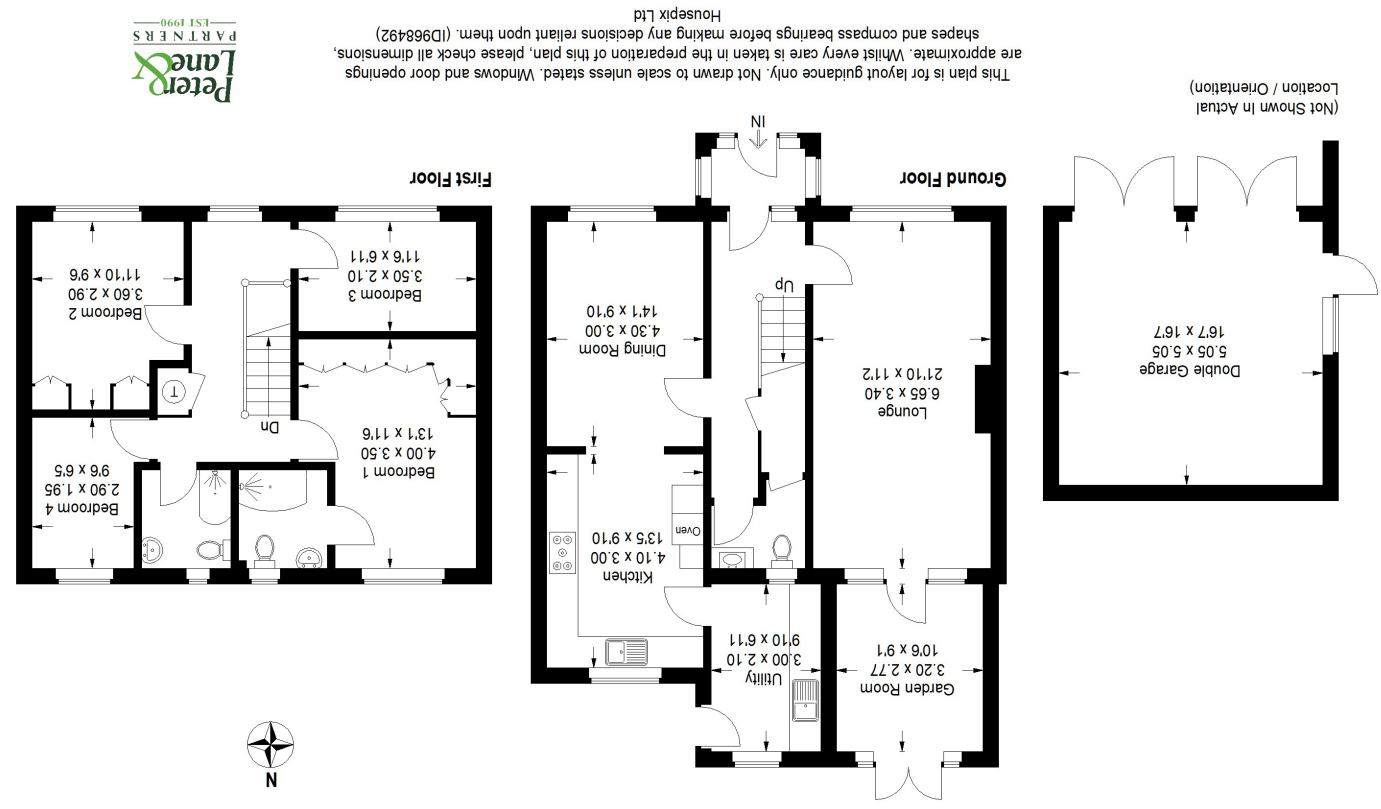 N
Garden Room
3.20 x 2.77
10'6 x 9'1
Utility
3.00 x 2.10
9'10 x 6'11
Kitchen
4.10 x 3.00
13'5 x 9'10
Oven
Lounge
6.65 x 3.40
21'10 x 11'2
Dining Room
4.30 x 3.00
14'1 x 9'10
Up
IN
Ground Floor
Double Garage
5.05 x 5.05
16'7 x 16'7
(Not Shown In Actual
Location / Orientation)
Bedroom 1
4.00 x 3.50
13'1 x 11'6
Bedroom 4
2.90 x 1.95
9'6 x 6'5
Dn
T
Bedroom 3
3.50 x 2.10
11'6 x 6'11
Bedroom 2
3.60 x 2.90
11'10 x 9'6
First Floor
This plan is for layout guidance only. Not drawn to scale unless stated. Windows and door openings
are approximate. Whilst every care is taken in the preparation of this plan, please check all dimensions,
shapes and compass bearings before making any decisions reliant upon them. (ID968492)
Housepix Ltd
Peter &
Lane
PARTNERS
EST 1990